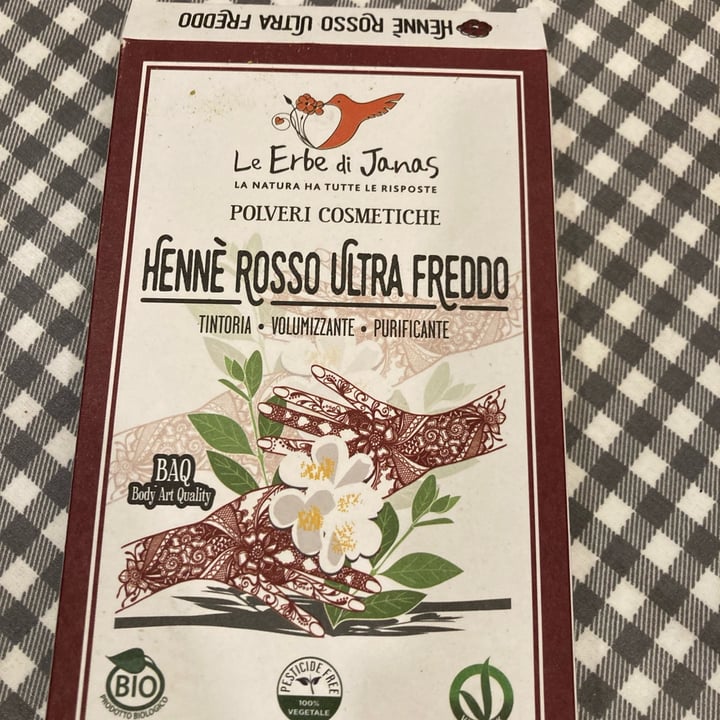 HENNÈ ROSSO ULTRA FREDDO
Le Erbe di Janas
LA NATURA HA TUTTE LE RISPOSTE
POLVERI COSMETICHE
HENNÈ ROSSO ULTRA FREDDO
TINTORIA • VOLUMIZZANTE • PURIFICANTE
BAQ
Body Art Quality
BIO
PRODOTTO BIOLOGICO
PESTICIDE FREE
100%
VEGETALE